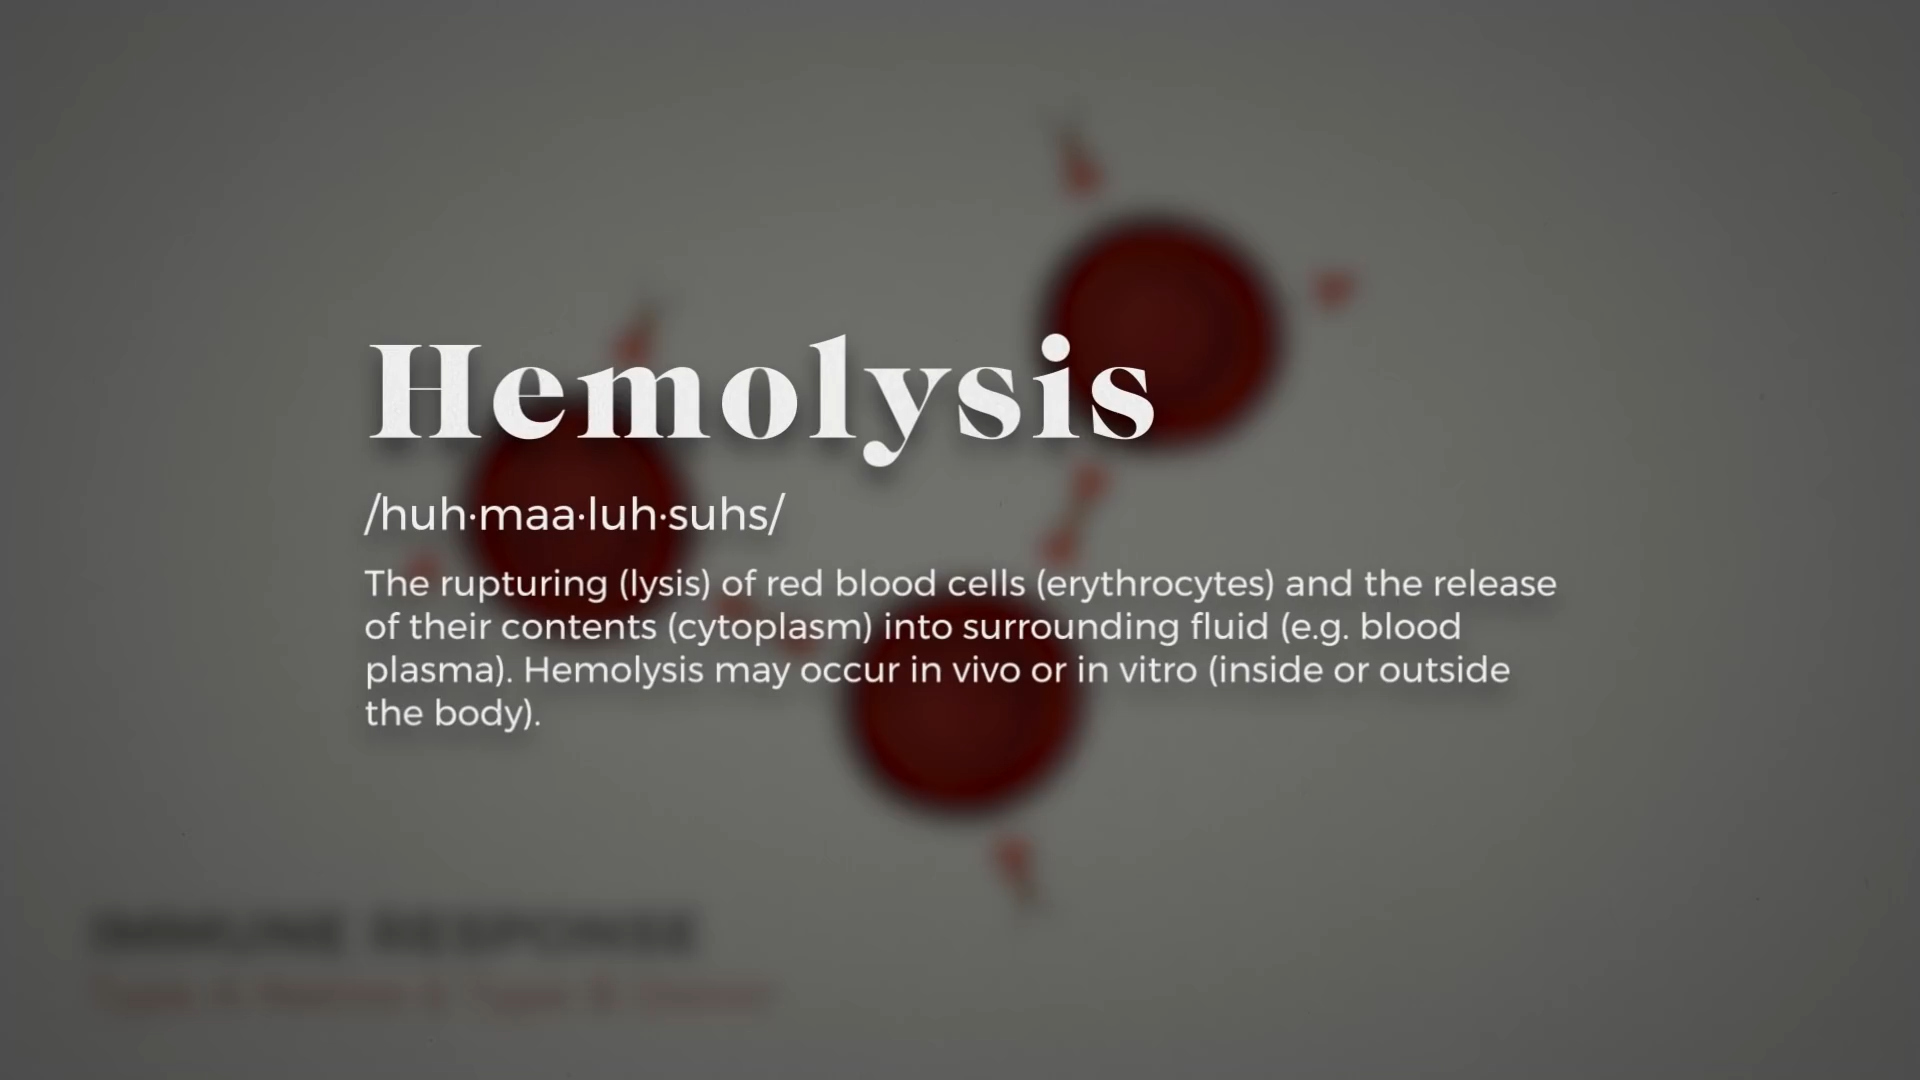 Hemolysis
/huh·maa·luh·suhs/
The rupturing (lysis) of red blood cells (erythrocytes) and the release
of their contents (cytoplasm) into surrounding fluid (e.g. blood
plasma). Hemolysis may occur in vivo or in vitro (inside or outside
the body).
IMMUNE RESPONSE